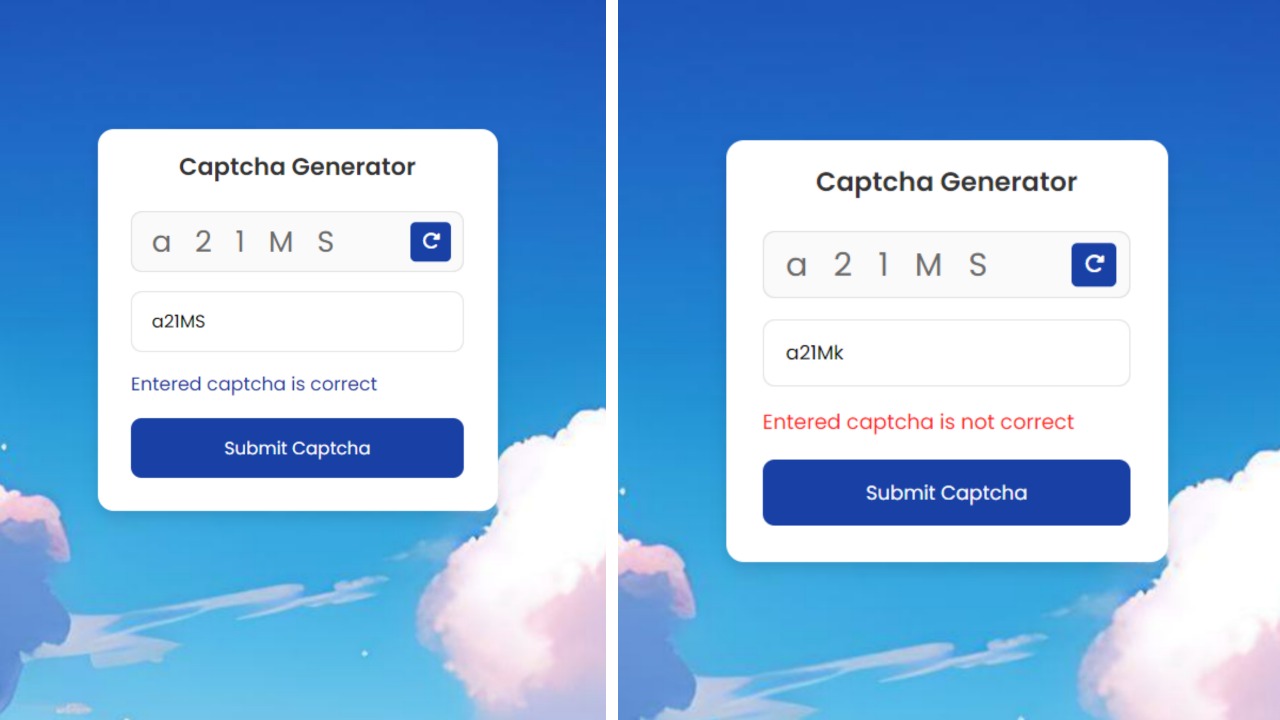 Captcha Generator
a 2 1 M S
a21MS
Entered captcha is correct
Submit Captcha
Captcha Generator
a 2 1 M S
a21Mk
Entered captcha is not correct
Submit Captcha